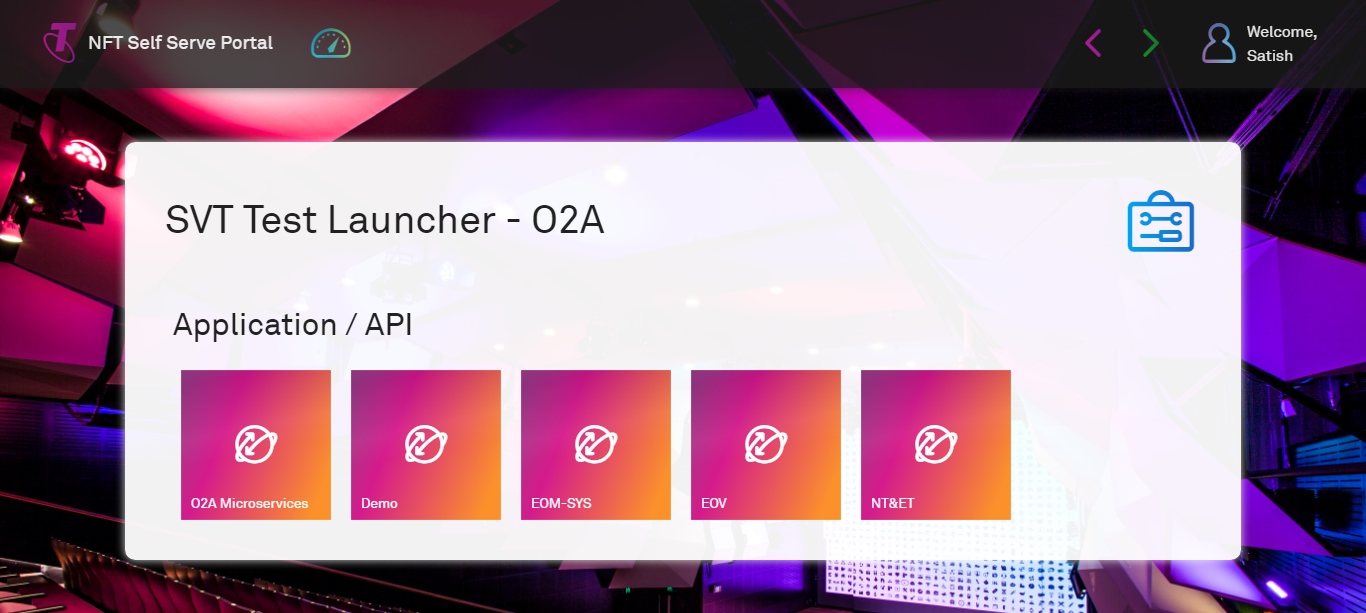 NFT Self Serve Portal
Welcome,
Satish
SVT Test Launcher - O2A
Application / API
O2A Microservices
Demo
EOM-SYS
EOV
NT&ET